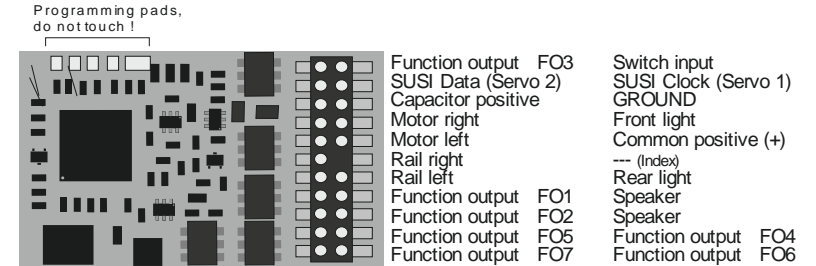 Programming pads,
do not touch !
Function output FO3 Switch input
SUSI Data (Servo 2) SUSI Clock (Servo 1)
Capacitor positive GROUND
Motor right Front light
Motor left Common positive (+)
Rail right --- (Index)
Rail left Rear light
Function output FO1 Speaker
Function output FO2 Speaker
Function output FO5 Function output FO4
Function output FO7 Function output FO6